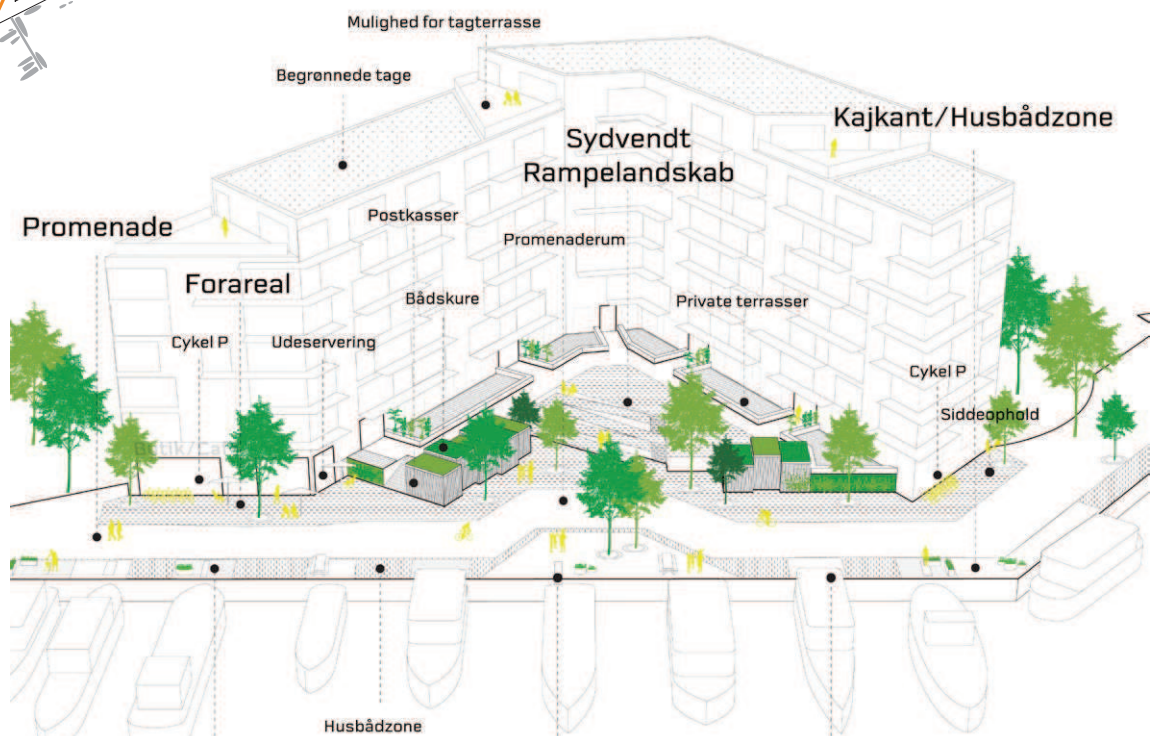 Mulighed for tagterrasse
Begrønnede tage
Kajkant/Husbådzone
Sydvendt
Rampelandskab
Promenade
Postkasser
Promenaderum
Forareal
Bådskure
Private terrasser
Cykel P
Udeservering
Cykel P
Siddeophold
Husbådzone